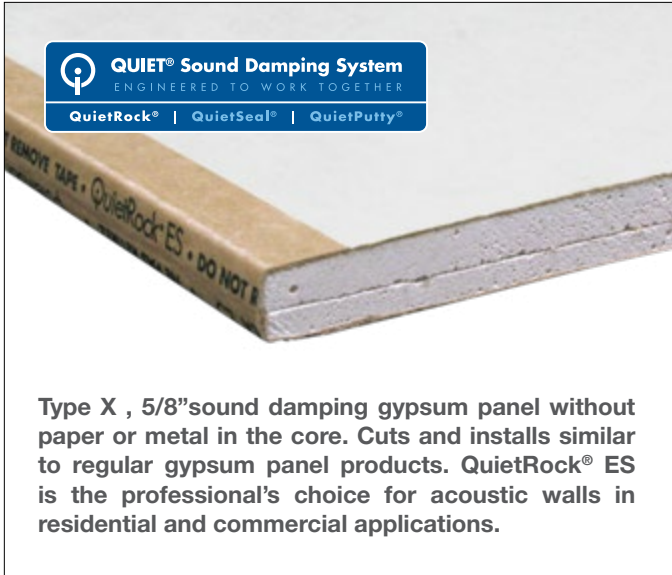 QUIET® Sound Damping System
ENGINEERED TO WORK TOGETHER
QuietRock® | QuietSeal® | QuietPutty®
REMOVE TAPE • QuietRock® ES • DO NOT R
Type X , 5/8”sound damping gypsum panel without
paper or metal in the core. Cuts and installs similar
to regular gypsum panel products. QuietRock® ES
is the professional’s choice for acoustic walls in
residential and commercial applications.